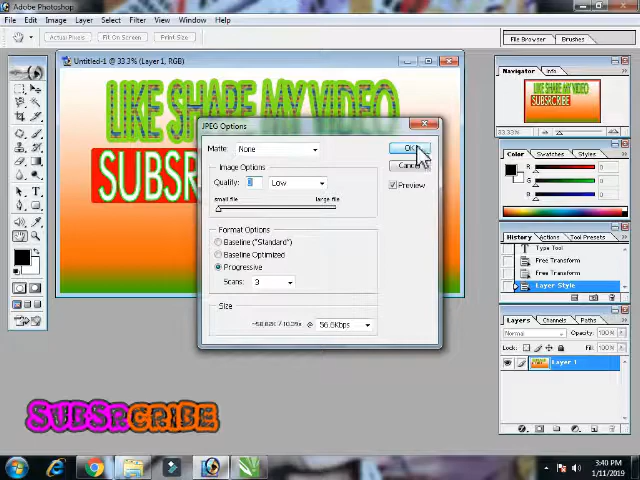 Adobe Photoshop
File Edit Image Layer Select Filter View Window Help
Actual Pixels Fit On Screen Print Size
File Browser Brushes
Untitled-1 @ 33.3% (Layer 1, RGB)
LIKE SHARE MY VIDEO
SUBS
JPEG Options
Matte: None
OK
Cancel
Image Options
Quality: Low
Preview
small file large file
Format Options
Baseline ("Standard")
Baseline Optimized
Progressive
Scans: 3
Size
@ 56.6Kbps
Navigator Info
LIKE SHARE MY VIDEO
SUBSRCRIBE
33.33%
Color Swatches Styles
R
G
B
History Actions Tool Presets
Type Tool
Free Transform
Free Transform
Layer Style
Layers Channels Paths
Normal Opacity: 100%
Lock: Fill: 100%
Layer 1
SUBSRCRIBE
3:40 PM
1/11/2019